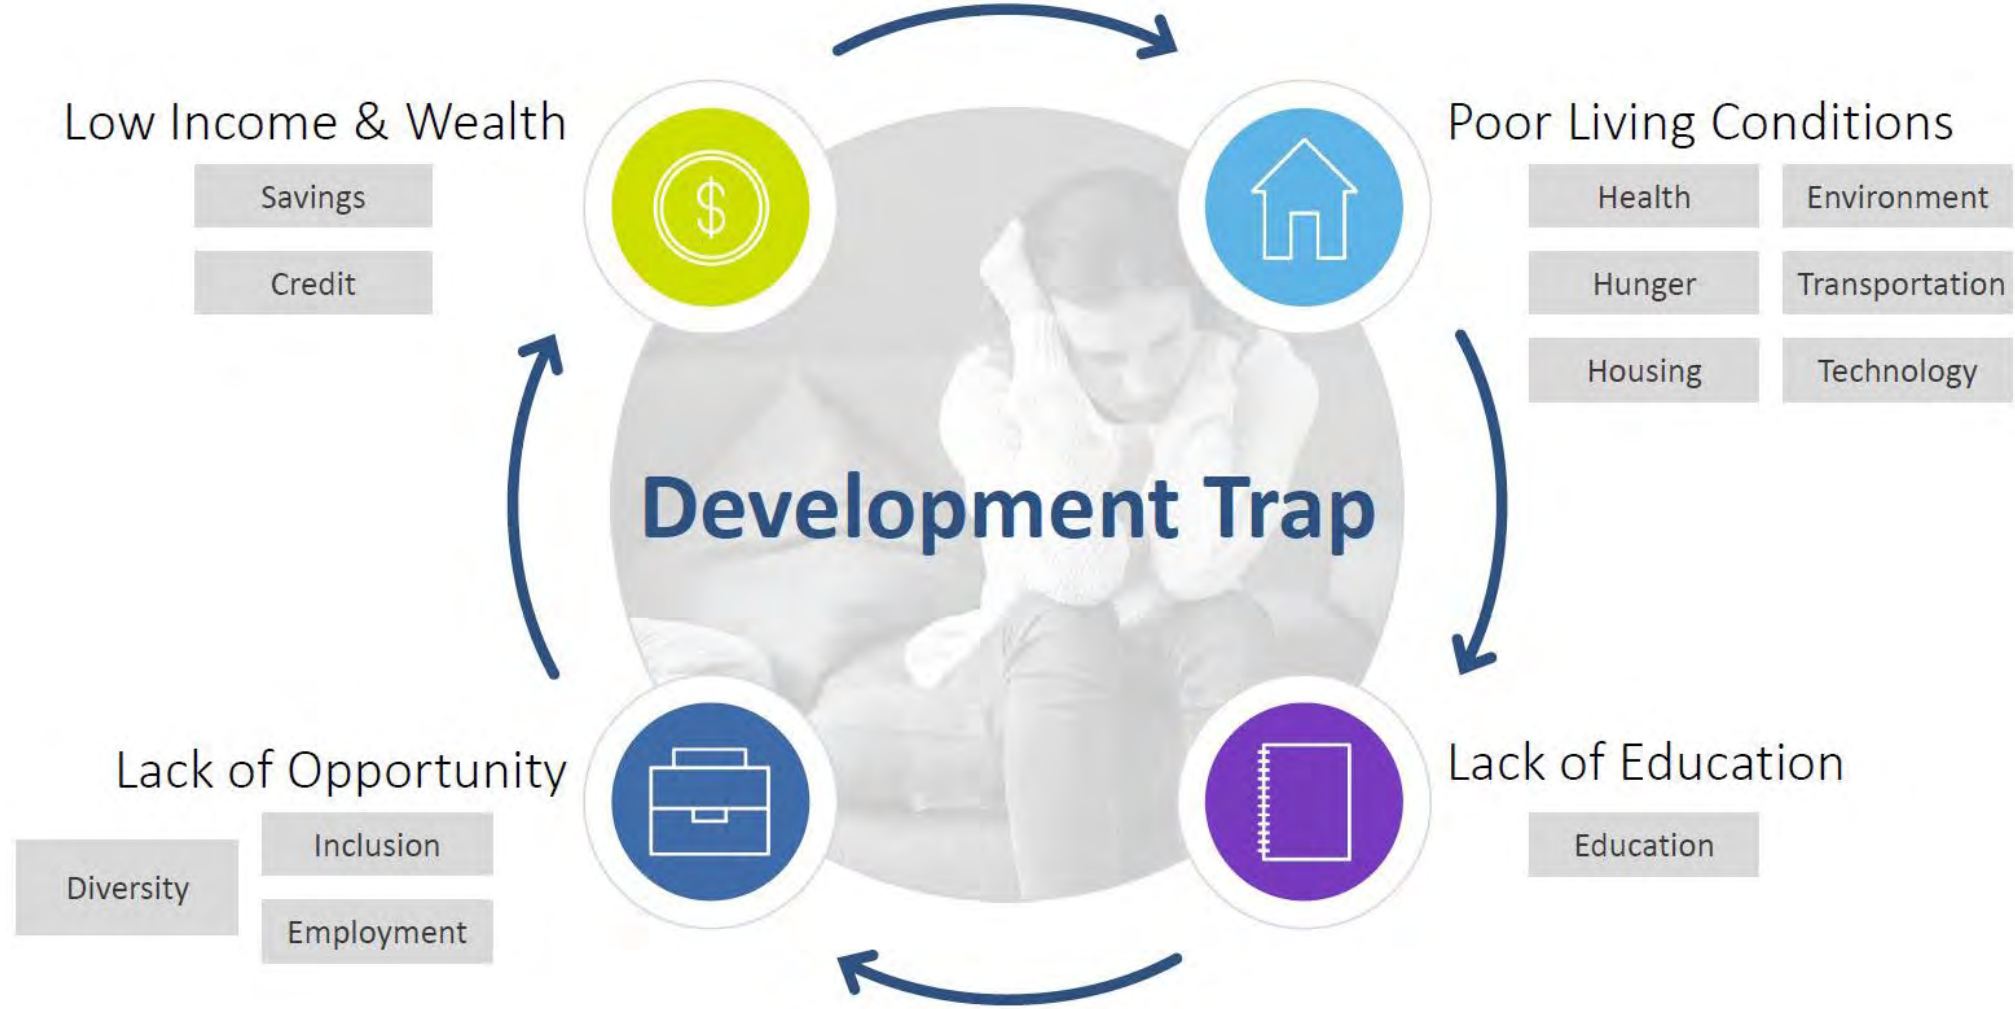 Low Income & Wealth
Savings
Credit
$
Poor Living Conditions
Health
Environment
Hunger
Transportation
Housing
Technology
Development Trap
Lack of Opportunity
Diversity
Inclusion
Employment
Lack of Education
Education